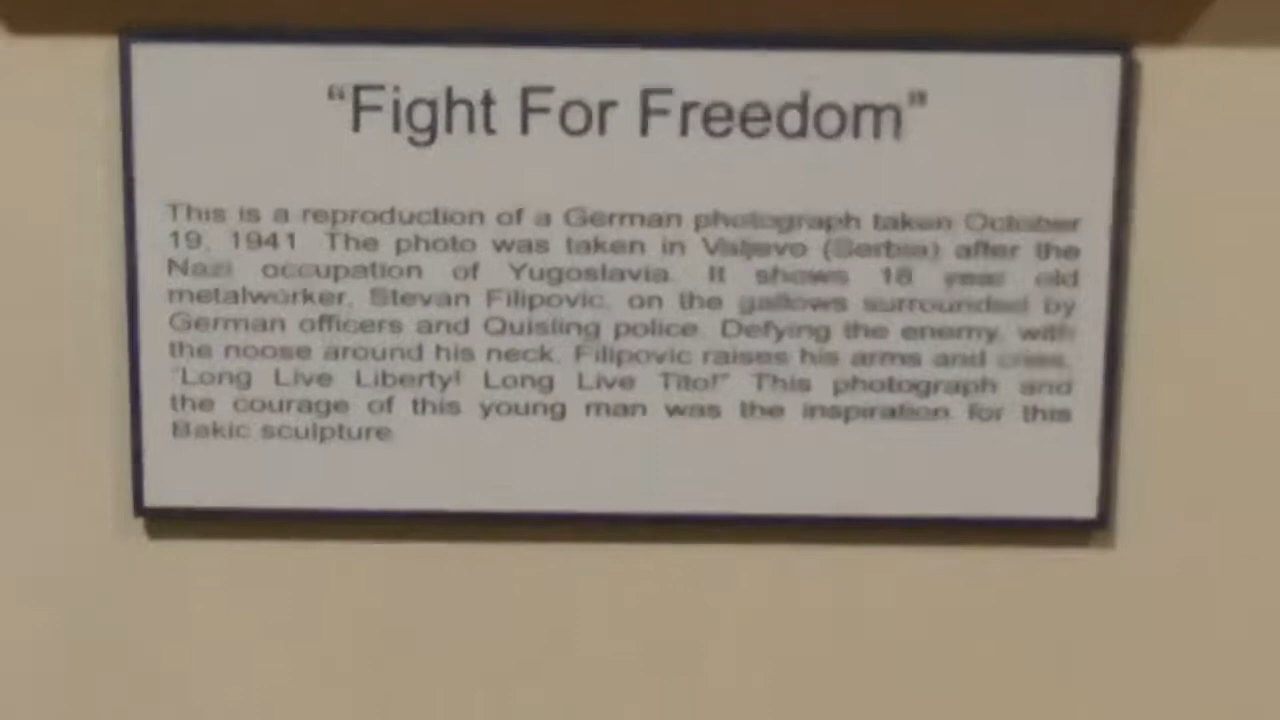 “Fight For Freedom”
This is a reproduction of a German photograph taken October
19, 1941. The photo was taken in Valjevo (Serbia) after the
Nazi occupation of Yugoslavia. It shows 18 year old
metalworker, Stevan Filipovic, on the gallows surrounded by
German officers and Quisling police. Defying the enemy, with
the noose around his neck, Filipovic raises his arms and cries,
"Long Live Liberty! Long Live Tito!" This photograph and
the courage of this young man was the inspiration for this
Bakic sculpture.